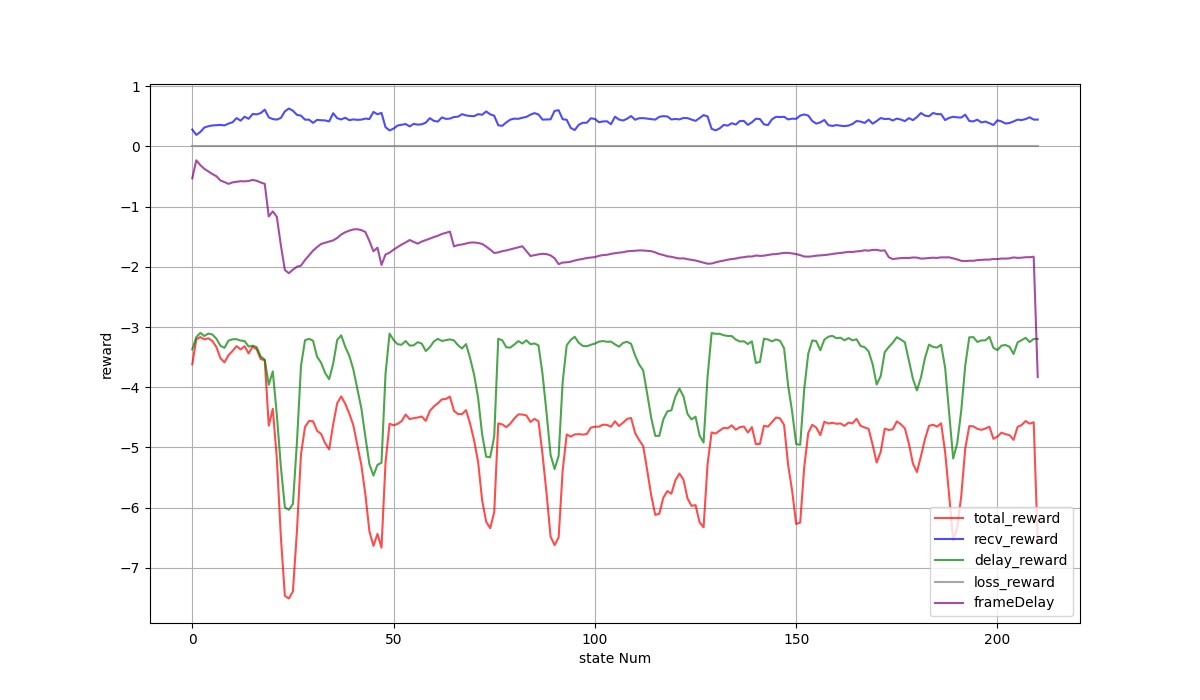 1
0
−1
−2
−3
−4
−5
−6
−7
reward
0
50
100
150
200
state Num
total_reward
recv_reward
delay_reward
loss_reward
frameDelay